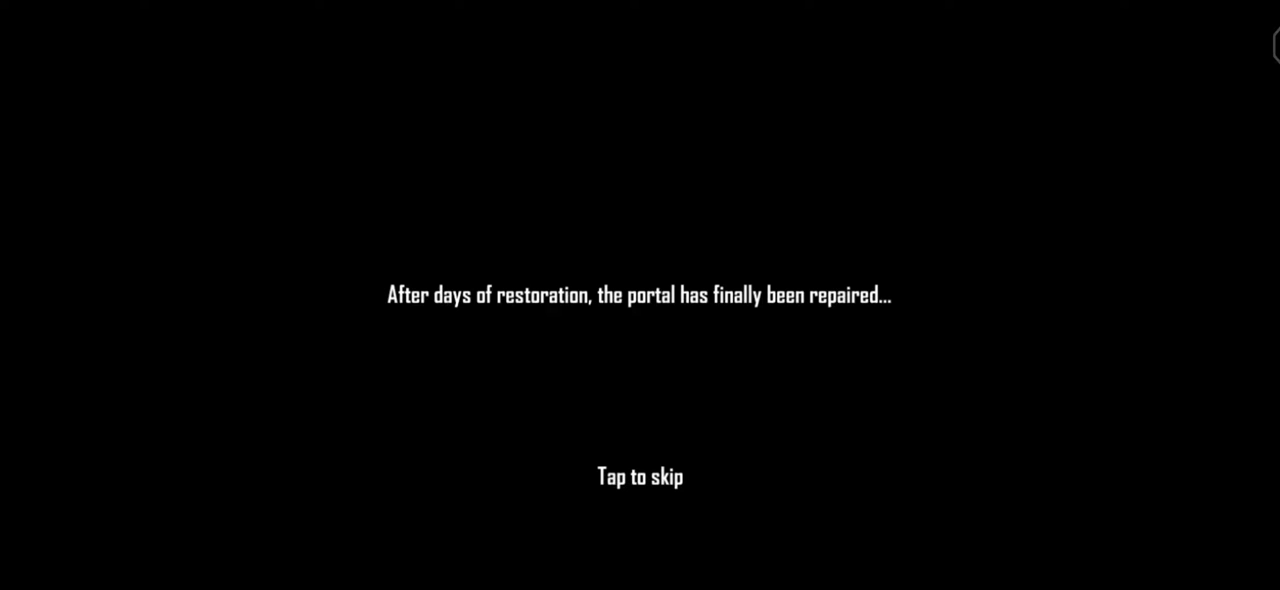 After days of restoration, the portal has finally been repaired...
Tap to skip